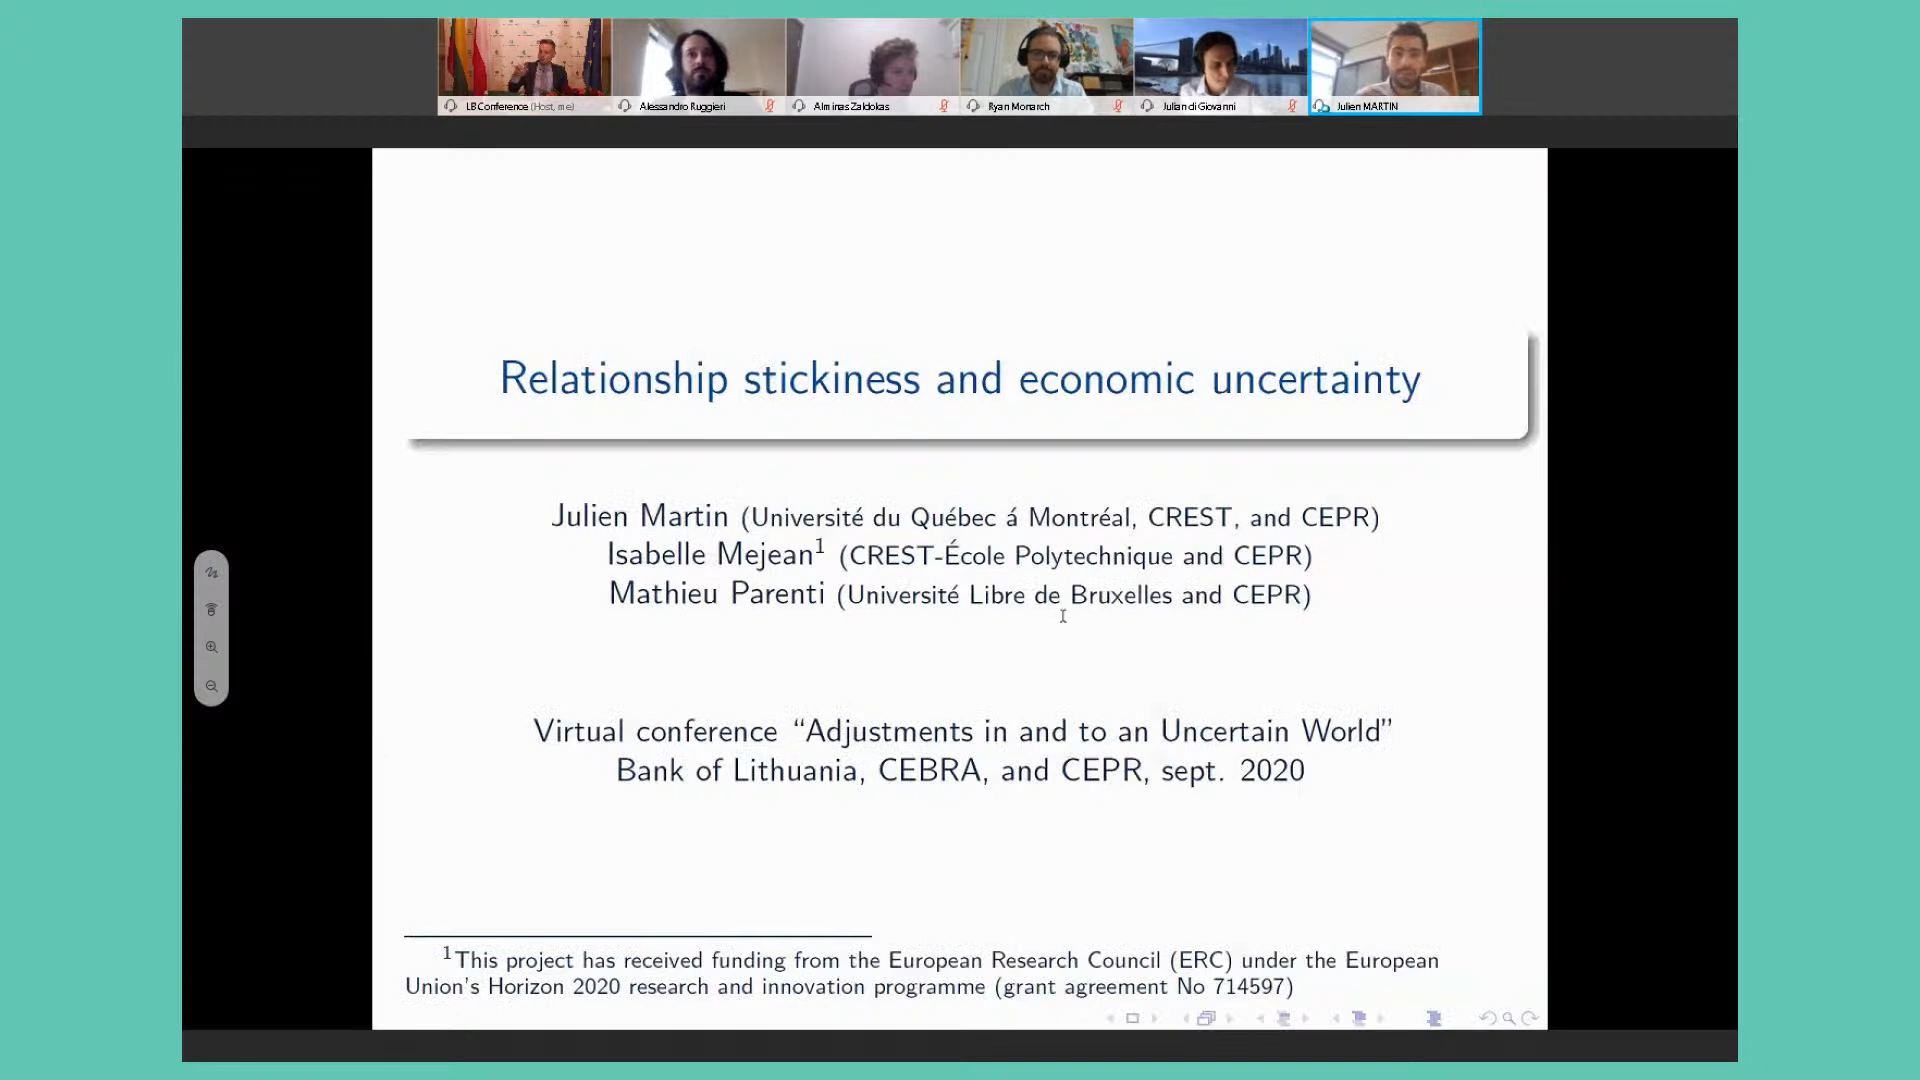 LB Conference (Host, me)
Alessandro Ruggieri
Alminas Zaldokas
Ryan Monarch
Julian di Giovanni
Julien MARTIN
Relationship stickiness and economic uncertainty
Julien Martin (Université du Québec á Montréal, CREST, and CEPR)
Isabelle Mejean1 (CREST-École Polytechnique and CEPR)
Mathieu Parenti (Université Libre de Bruxelles and CEPR)
Virtual conference “Adjustments in and to an Uncertain World”
Bank of Lithuania, CEBRA, and CEPR, sept. 2020
1This project has received funding from the European Research Council (ERC) under the European
Union's Horizon 2020 research and innovation programme (grant agreement No 714597)